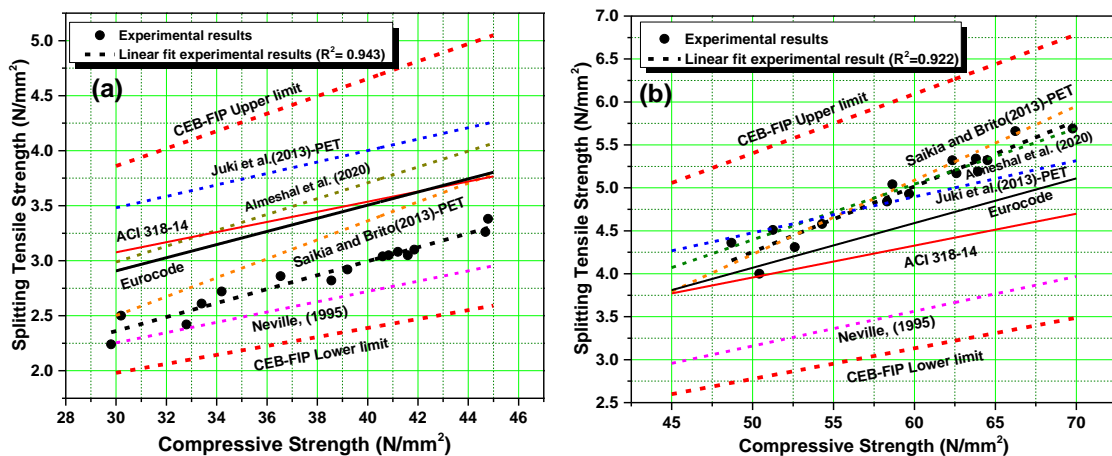 Experimental results
Linear fit experimental results (R²= 0.943)
(a)
CEB-FIP Upper limit
Juki et al.(2013)-PET
Almeshal et al. (2020)
ACI 318-14
Eurocode
Saikia and Brito(2013)-PET
Neville, (1995)
CEB-FIP Lower limit
Splitting Tensile Strength (N/mm²)
5.0
4.5
4.0
3.5
3.0
2.5
2.0
28 30 32 34 36 38 40 42 44 46
Compressive Strength (N/mm²)
Experimental results
Linear fit experimental result, (R²=0.922)
(b)
CEB-FIP Upper limit
Saikia and Brito(2013)-PET
Almeshal et al. (2020)
Juki et al.(2013)-PET
Eurocode
ACI 318-14
Neville, (1995)
CEB-FIP Lower limit
Splitting Tensile Strength (N/mm²)
7.0
6.5
6.0
5.5
5.0
4.5
4.0
3.5
3.0
2.5
45 50 55 60 65 70
Compressive Strength (N/mm²)